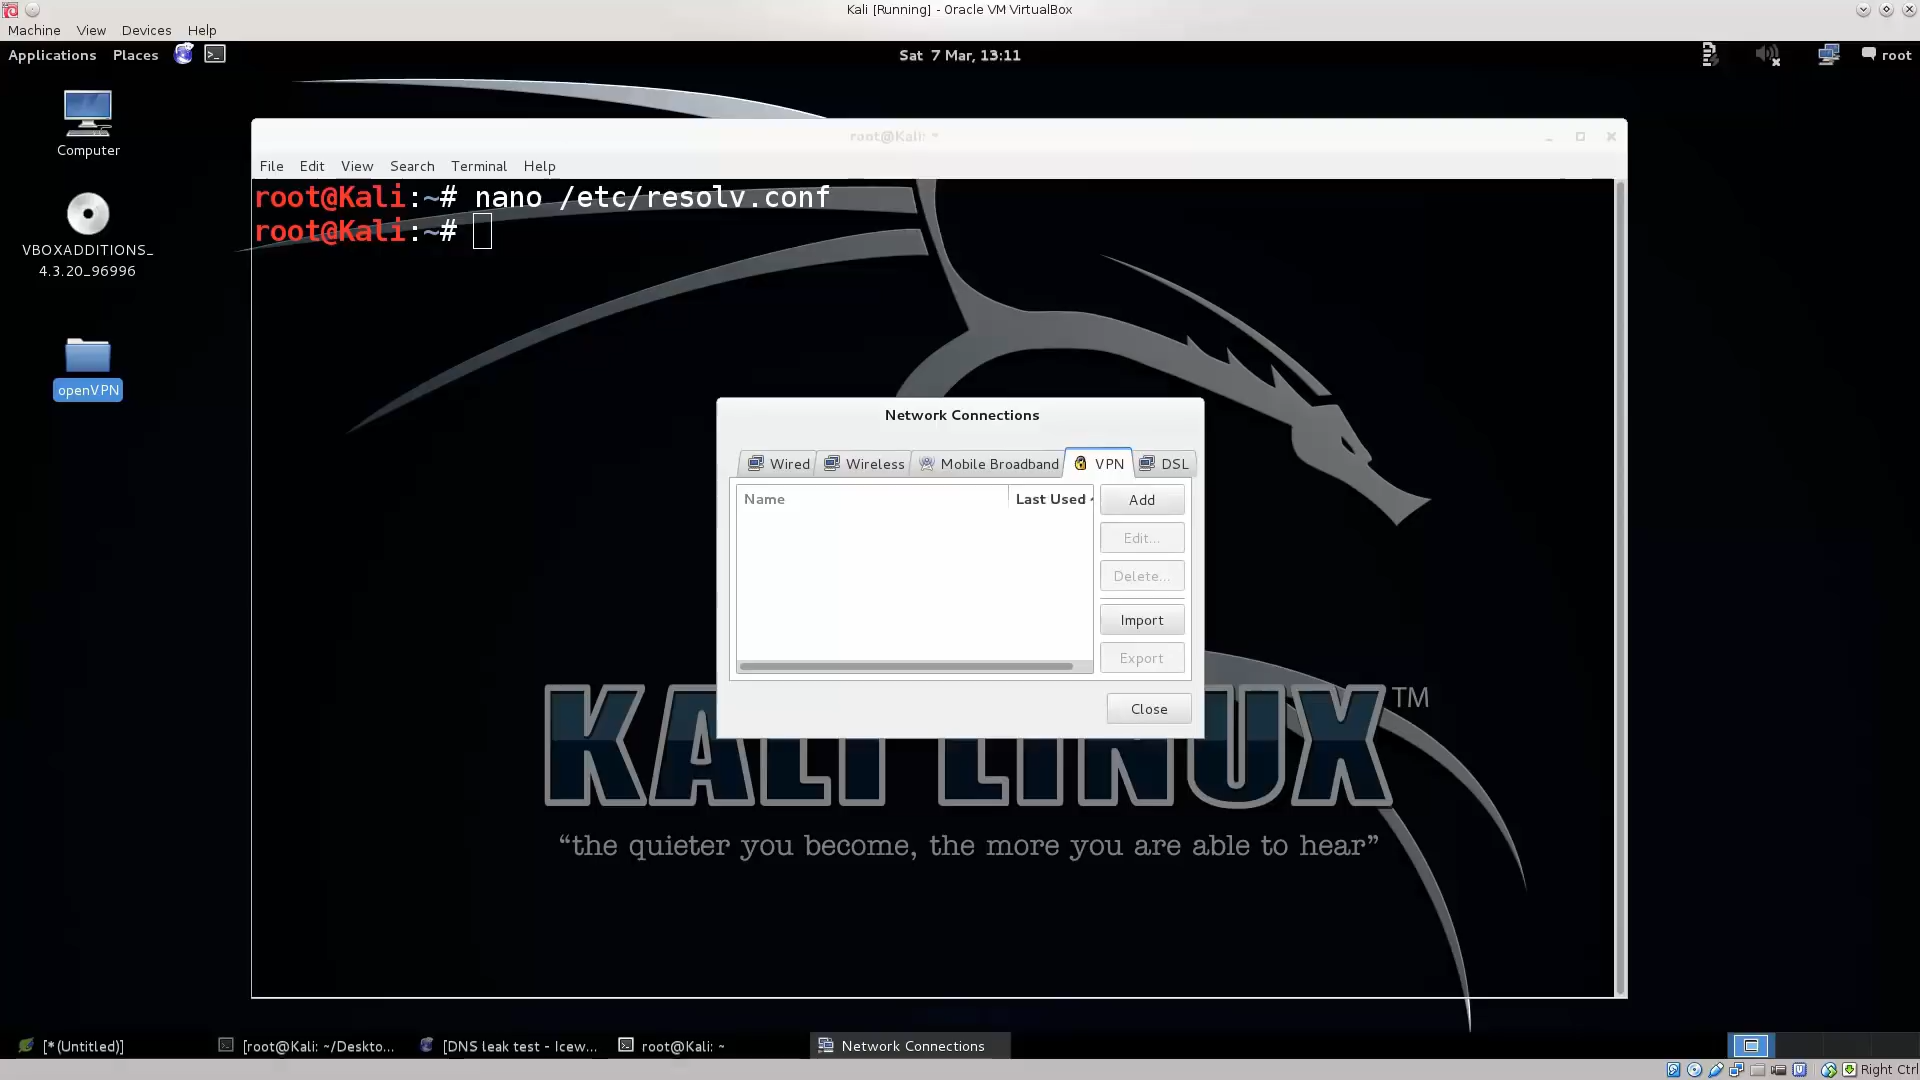 Kali [Running] - Oracle VM VirtualBox
Machine View Devices Help
Applications Places Sat 7 Mar, 13:11 root
Computer
VBOXADDITIONS_
4.3.20_96996
openVPN
root@Kali: ~
File Edit View Search Terminal Help
root@Kali:~# nano /etc/resolv.conf
root@Kali:~#
Network Connections
Wired Wireless Mobile Broadband VPN DSL
Name Last Used
Add
Edit...
Delete...
Import
Export
Close
KALI LINUX™
“the quieter you become, the more you are able to hear”
[*(Untitled)] [root@Kali: ~/Deskto... [DNS leak test - Icew... root@Kali: ~ Network Connections
Right Ctrl